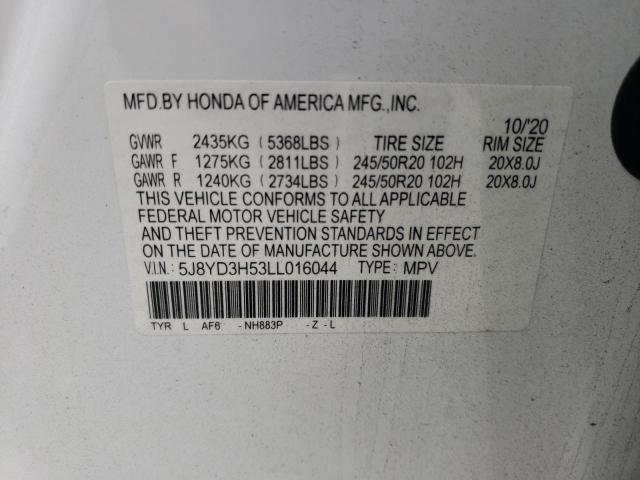 MFD.BY HONDA OF AMERICA MFG.,INC.
10/'20
GVWR 2435KG (5368LBS) TIRE SIZE RIM SIZE
GAWR F 1275KG (2811LBS) 245/50R20 102H 20X8.0J
GAWR R 1240KG (2734LBS) 245/50R20 102H 20X8.0J
THIS VEHICLE CONFORMS TO ALL APPLICABLE
FEDERAL MOTOR VEHICLE SAFETY
AND THEFT PREVENTION STANDARDS IN EFFECT
ON THE DATE OF MANUFACTURE SHOWN ABOVE.
V.I.N.: 5J8YD3H53LL016044 TYPE: MPV
TYR L AF6 -NH883P -Z-L